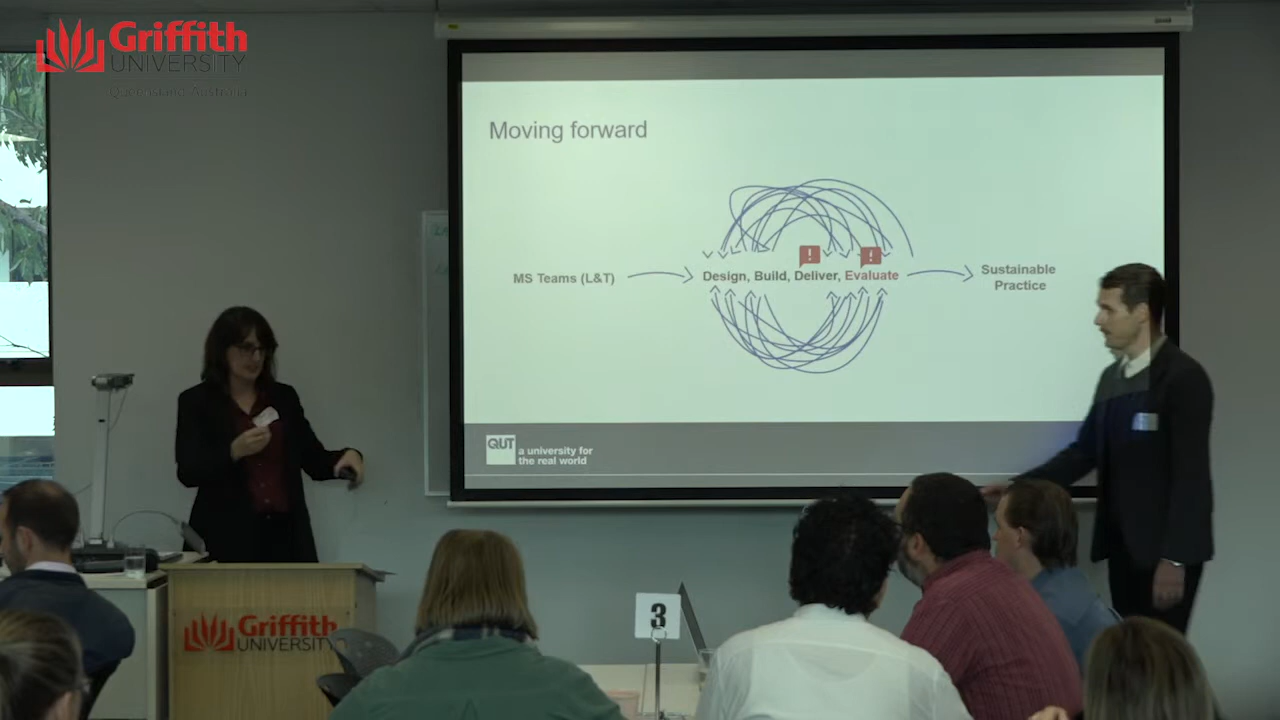 Griffith
UNIVERSITY
Queensland, Australia
Moving forward
MS Teams (L&T)
Design, Build, Deliver, Evaluate
Sustainable
Practice
QUT
a university for
the real world
3
Griffith
UNIVERSITY